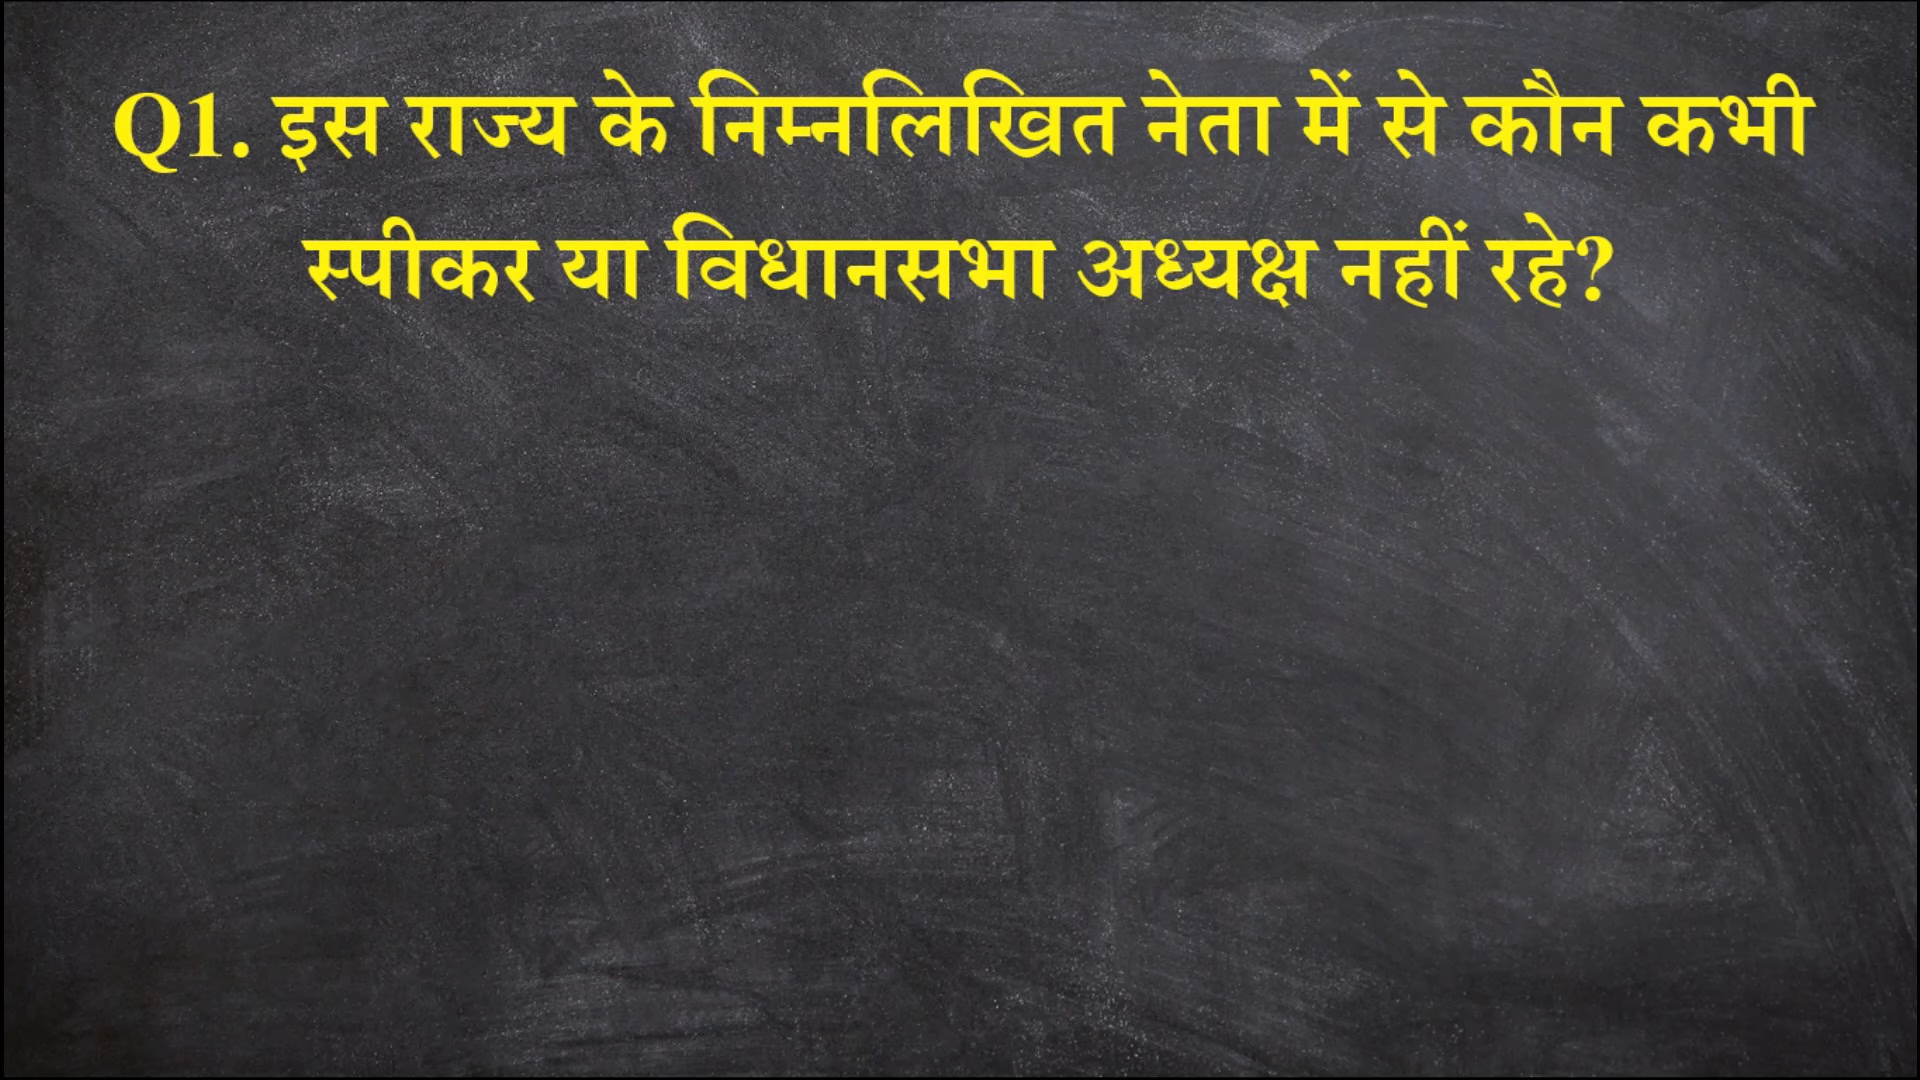 Q1. इस राज्य के निम्नलिखित नेता में से कौन कभी
स्पीकर या विधानसभा अध्यक्ष नहीं रहे?